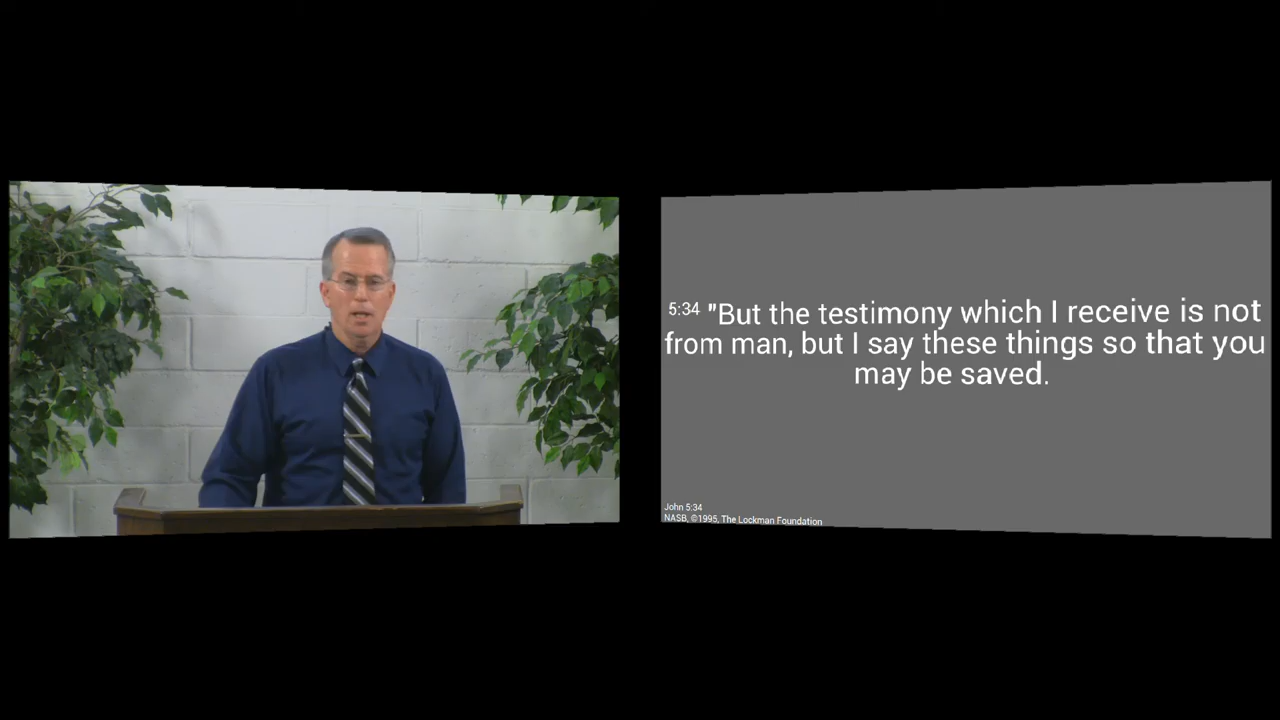 5:34 "But the testimony which I receive is not
from man, but I say these things so that you
may be saved.
John 5:34
NASB, ©1995, The Lockman Foundation